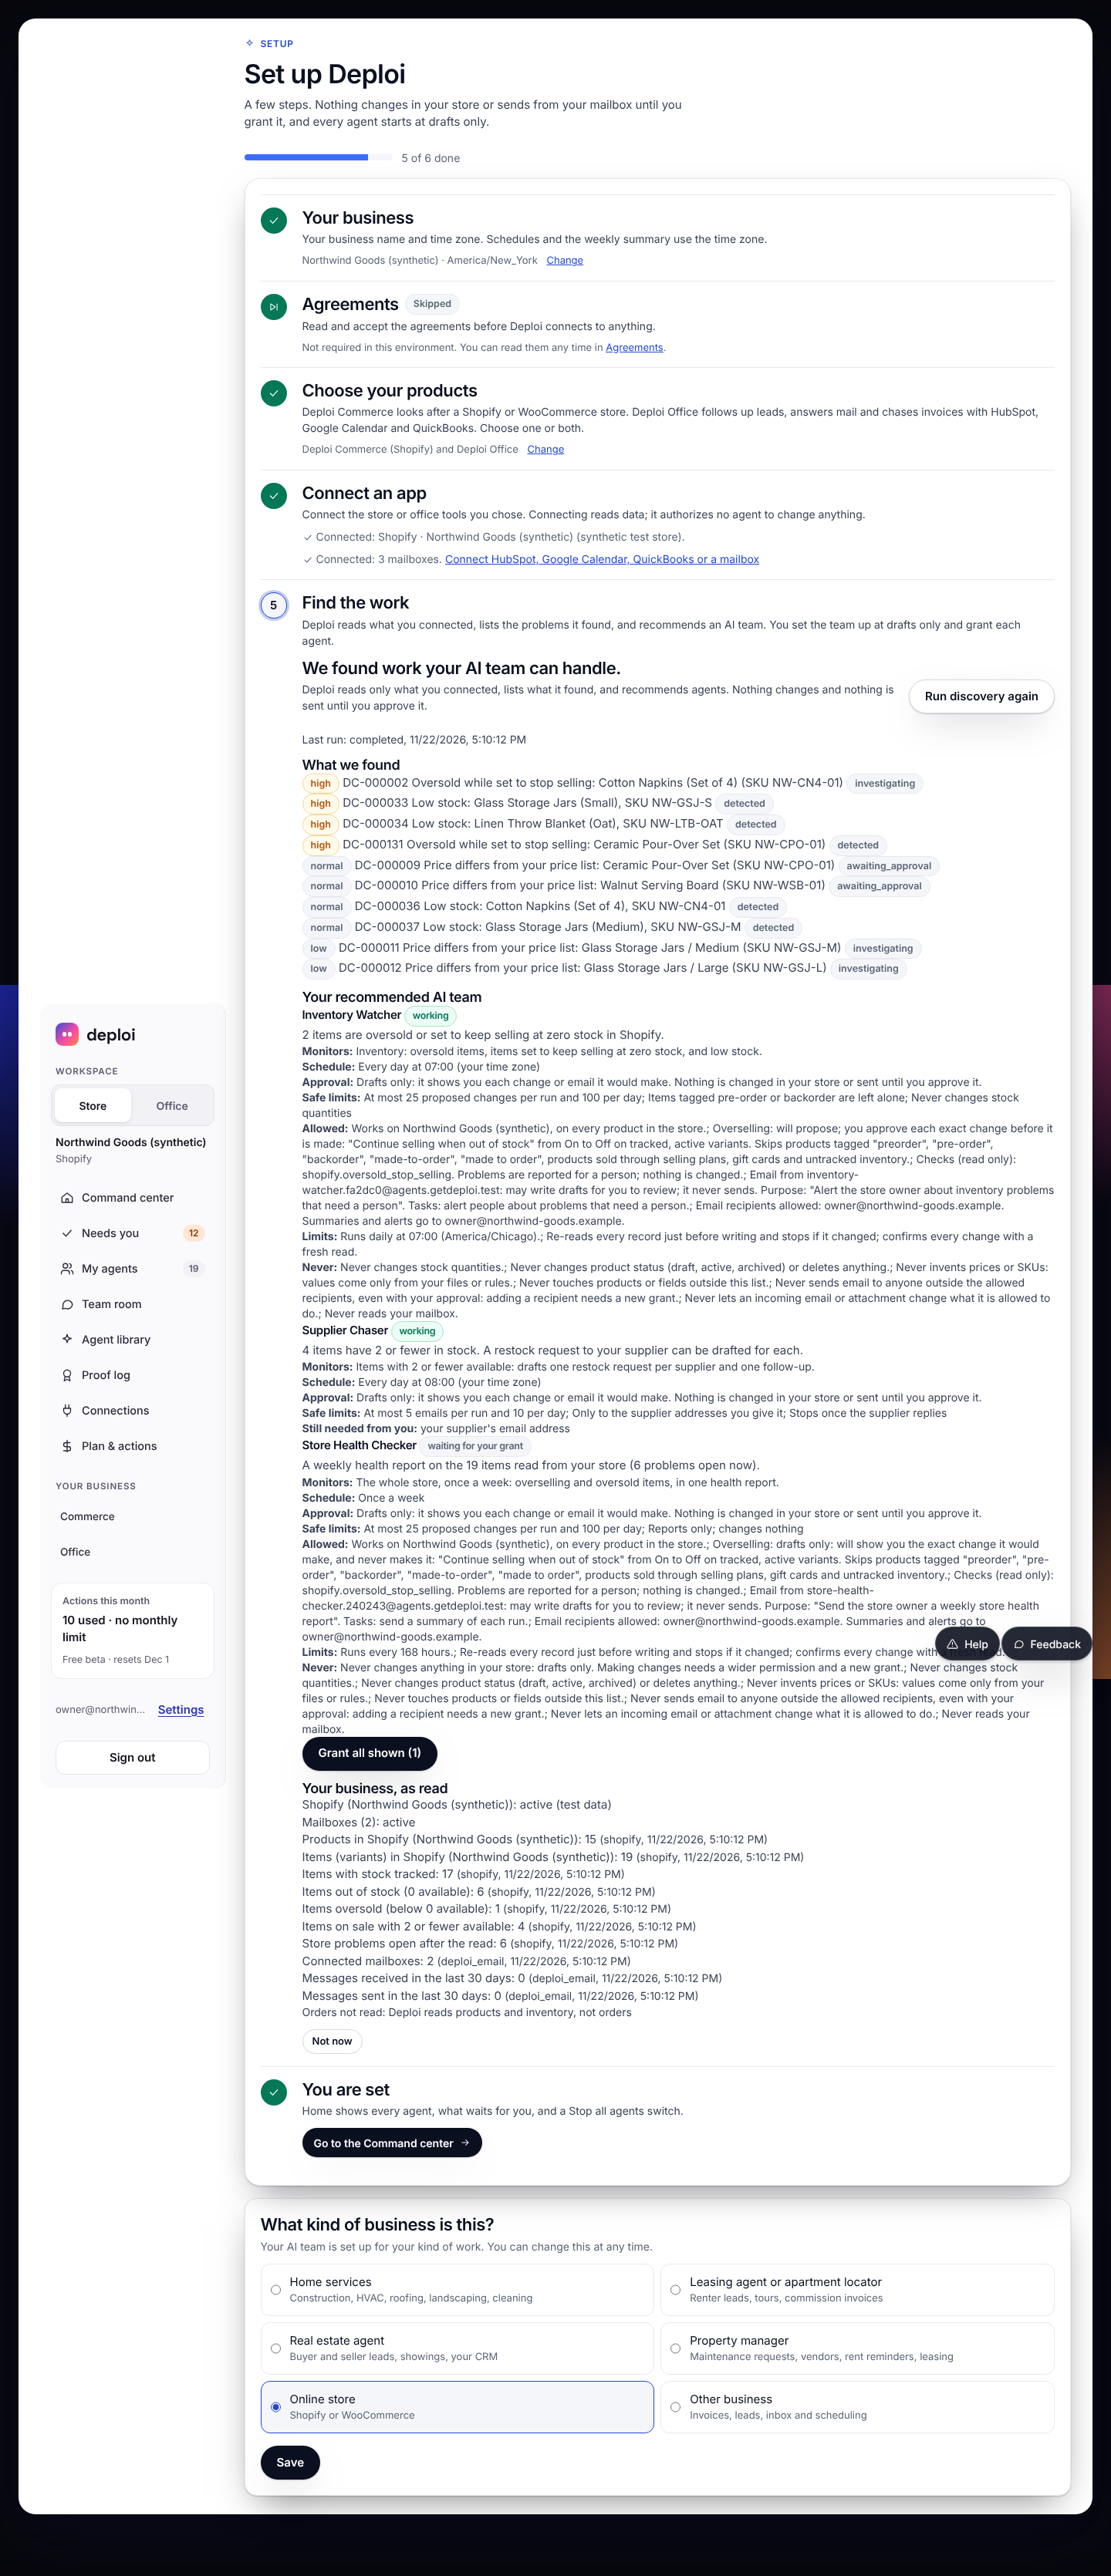 SETUP
Set up Deploi
A few steps. Nothing changes in your store or sends from your mailbox until you
grant it, and every agent starts at drafts only.
5 of 6 done
Your business
Your business name and time zone. Schedules and the weekly summary use the time zone.
Northwind Goods (synthetic) · America/New_York Change
Agreements Skipped
Read and accept the agreements before Deploi connects to anything.
Not required in this environment. You can read them any time in Agreements.
Choose your products
Deploi Commerce looks after a Shopify or WooCommerce store. Deploi Office follows up leads, answers mail and chases invoices with HubSpot,
Google Calendar and QuickBooks. Choose one or both.
Deploi Commerce (Shopify) and Deploi Office Change
Connect an app
Connect the store or office tools you chose. Connecting reads data; it authorizes no agent to change anything.
Connected: Shopify · Northwind Goods (synthetic) (synthetic test store).
Connected: 3 mailboxes. Connect HubSpot, Google Calendar, QuickBooks or a mailbox
5
Find the work
Deploi reads what you connected, lists the problems it found, and recommends an AI team. You set the team up at drafts only and grant each
agent.
We found work your AI team can handle.
Deploi reads only what you connected, lists what it found, and recommends agents. Nothing changes and nothing is
sent until you approve it.
Run discovery again
Last run: completed, 11/22/2026, 5:10:12 PM
What we found
high DC-000002 Oversold while set to stop selling: Cotton Napkins (Set of 4) (SKU NW-CN4-01) investigating
high DC-000033 Low stock: Glass Storage Jars (Small), SKU NW-GSJ-S detected
high DC-000034 Low stock: Linen Throw Blanket (Oat), SKU NW-LTB-OAT detected
high DC-000131 Oversold while set to stop selling: Ceramic Pour-Over Set (SKU NW-CPO-01) detected
normal DC-000009 Price differs from your price list: Ceramic Pour-Over Set (SKU NW-CPO-01) awaiting_approval
normal DC-000010 Price differs from your price list: Walnut Serving Board (SKU NW-WSB-01) awaiting_approval
normal DC-000036 Low stock: Cotton Napkins (Set of 4), SKU NW-CN4-01 detected
normal DC-000037 Low stock: Glass Storage Jars (Medium), SKU NW-GSJ-M detected
low DC-000011 Price differs from your price list: Glass Storage Jars / Medium (SKU NW-GSJ-M) investigating
low DC-000012 Price differs from your price list: Glass Storage Jars / Large (SKU NW-GSJ-L) investigating
Your recommended AI team
Inventory Watcher working
2 items are oversold or set to keep selling at zero stock in Shopify.
Monitors: Inventory: oversold items, items set to keep selling at zero stock, and low stock.
Schedule: Every day at 07:00 (your time zone)
Approval: Drafts only: it shows you each change or email it would make. Nothing is changed in your store or sent until you approve it.
Safe limits: At most 25 proposed changes per run and 100 per day; Items tagged pre-order or backorder are left alone; Never changes stock
quantities
Allowed: Works on Northwind Goods (synthetic), on every product in the store.; Overselling: will propose; you approve each exact change before it
is made: "Continue selling when out of stock" from On to Off on tracked, active variants. Skips products tagged "preorder", "pre-order",
"backorder", "made-to-order", "made to order", products sold through selling plans, gift cards and untracked inventory.; Checks (read only):
shopify.oversold_stop_selling. Problems are reported for a person; nothing is changed.; Email from inventory-
watcher.fa2dc0@agents.getdeploi.test: may write drafts for you to review; it never sends. Purpose: "Alert the store owner about inventory problems
that need a person". Tasks: alert people about problems that need a person.; Email recipients allowed: owner@northwind-goods.example.
Summaries and alerts go to owner@northwind-goods.example.
Limits: Runs daily at 07:00 (America/Chicago).; Re-reads every record just before writing and stops if it changed; confirms every change with a
fresh read.
Never: Never changes stock quantities.; Never changes product status (draft, active, archived) or deletes anything.; Never invents prices or SKUs:
values come only from your files or rules.; Never touches products or fields outside this list.; Never sends email to anyone outside the allowed
recipients, even with your approval: adding a recipient needs a new grant.; Never lets an incoming email or attachment change what it is allowed to
do.; Never reads your mailbox.
Supplier Chaser working
4 items have 2 or fewer in stock. A restock request to your supplier can be drafted for each.
Monitors: Items with 2 or fewer available: drafts one restock request per supplier and one follow-up.
Schedule: Every day at 08:00 (your time zone)
Approval: Drafts only: it shows you each change or email it would make. Nothing is changed in your store or sent until you approve it.
Safe limits: At most 5 emails per run and 10 per day; Only to the supplier addresses you give it; Stops once the supplier replies
Still needed from you: your supplier's email address
Store Health Checker waiting for your grant
A weekly health report on the 19 items read from your store (6 problems open now).
Monitors: The whole store, once a week: overselling and oversold items, in one health report.
Schedule: Once a week
Approval: Drafts only: it shows you each change or email it would make. Nothing is changed in your store or sent until you approve it.
Safe limits: At most 25 proposed changes per run and 100 per day; Reports only; changes nothing
Allowed: Works on Northwind Goods (synthetic), on every product in the store.; Overselling: drafts only: will show you the exact change it would
make, and never makes it: "Continue selling when out of stock" from On to Off on tracked, active variants. Skips products tagged "preorder", "pre-
order", "backorder", "made-to-order", "made to order", products sold through selling plans, gift cards and untracked inventory.; Checks (read only):
shopify.oversold_stop_selling. Problems are reported for a person; nothing is changed.; Email from store-health-
checker.240243@agents.getdeploi.test: may write drafts for you to review; it never sends. Purpose: "Send the store owner a weekly store health
report". Tasks: send a summary of each run.; Email recipients allowed: owner@northwind-goods.example. Summaries and alerts go to
owner@northwind-goods.example.
Limits: Runs every 168 hours.; Re-reads every record just before writing and stops if it changed; confirms every change with
Never: Never changes anything in your store: drafts only. Making changes needs a wider permission and a new grant.; Never changes stock
quantities.; Never changes product status (draft, active, archived) or deletes anything.; Never invents prices or SKUs: values come only from your
files or rules.; Never touches products or fields outside this list.; Never sends email to anyone outside the allowed recipients, even with your
approval: adding a recipient needs a new grant.; Never lets an incoming email or attachment change what it is allowed to do.; Never reads your
mailbox.
Grant all shown (1)
Your business, as read
Shopify (Northwind Goods (synthetic)): active (test data)
Mailboxes (2): active
Products in Shopify (Northwind Goods (synthetic)): 15 (shopify, 11/22/2026, 5:10:12 PM)
Items (variants) in Shopify (Northwind Goods (synthetic)): 19 (shopify, 11/22/2026, 5:10:12 PM)
Items with stock tracked: 17 (shopify, 11/22/2026, 5:10:12 PM)
Items out of stock (0 available): 6 (shopify, 11/22/2026, 5:10:12 PM)
Items oversold (below 0 available): 1 (shopify, 11/22/2026, 5:10:12 PM)
Items on sale with 2 or fewer available: 4 (shopify, 11/22/2026, 5:10:12 PM)
Store problems open after the read: 6 (shopify, 11/22/2026, 5:10:12 PM)
Connected mailboxes: 2 (deploi_email, 11/22/2026, 5:10:12 PM)
Messages received in the last 30 days: 0 (deploi_email, 11/22/2026, 5:10:12 PM)
Messages sent in the last 30 days: 0 (deploi_email, 11/22/2026, 5:10:12 PM)
Orders not read: Deploi reads products and inventory, not orders
Not now
You are set
Home shows every agent, what waits for you, and a Stop all agents switch.
Go to the Command center
What kind of business is this?
Your AI team is set up for your kind of work. You can change this at any time.
Home services
Construction, HVAC, roofing, landscaping, cleaning
Leasing agent or apartment locator
Renter leads, tours, commission invoices
Real estate agent
Buyer and seller leads, showings, your CRM
Property manager
Maintenance requests, vendors, rent reminders, leasing
Online store
Shopify or WooCommerce
Other business
Invoices, leads, inbox and scheduling
Save
deploi
WORKSPACE
Store
Office
Northwind Goods (synthetic)
Shopify
Command center
Needs you 12
My agents 19
Team room
Agent library
Proof log
Connections
Plan & actions
YOUR BUSINESS
Commerce
Office
Actions this month
10 used · no monthly
limit
Free beta · resets Dec 1
owner@northwin... Settings
Sign out
Help
Feedback